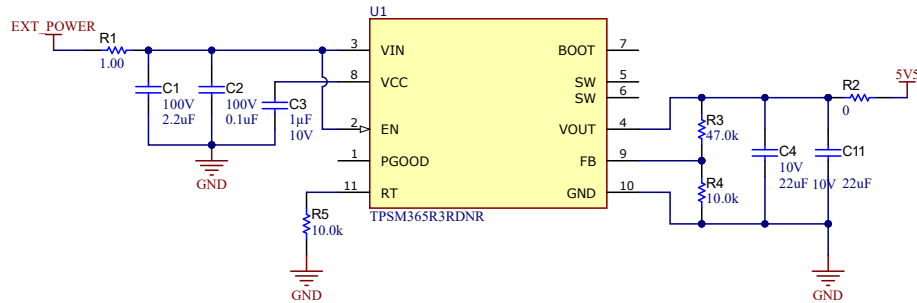 EXT_POWER
R1
1.00
C1
100V
2.2uF
C2
100V
0.1uF
C3
1µF
10V
GND
U1
3 VIN
8 VCC
2 EN
1 PGOOD
11 RT
BOOT 7
SW 5
SW 6
VOUT 4
FB 9
GND 10
TPSM365R3RDNR
R5
10.0k
GND
R3
47.0k
R4
10.0k
C4
10V
22uF
C11
10V
22uF
R2
0
5V5
GND